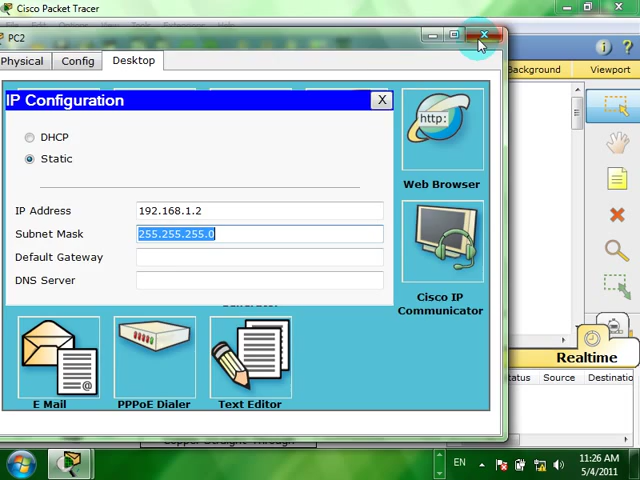 Cisco Packet Tracer
PC2
Physical
Config
Desktop
Background
Viewport
IP Configuration
X
DHCP
Static
IP Address
192.168.1.2
Subnet Mask
255.255.255.0
Default Gateway
DNS Server
http:
Web Browser
Cisco IP
Communicator
E Mail
PPPoE Dialer
Text Editor
Realtime
Source
Destinatio
EN
11:26 AM
5/4/2011